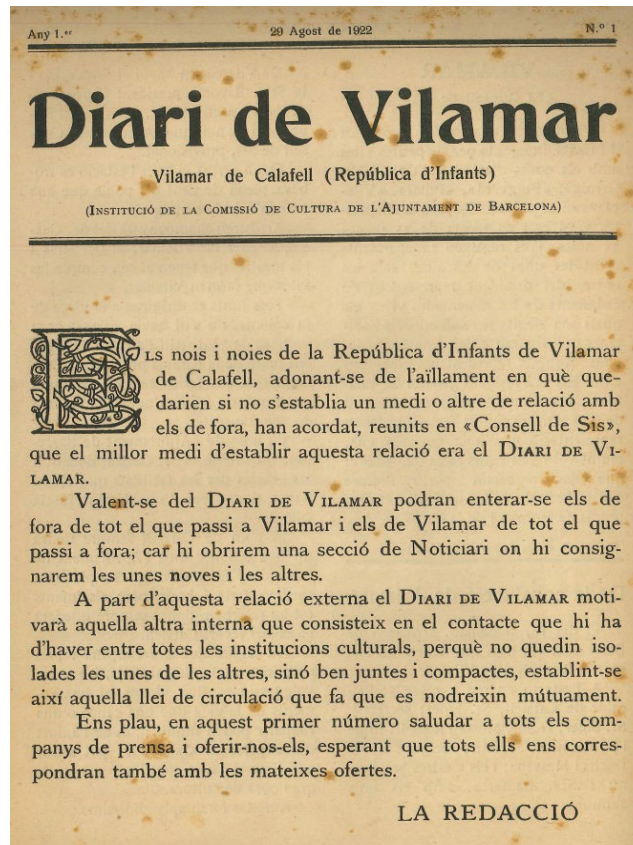 Any 1.er 29 Agost de 1922 N.º 1
Diari de Vilamar
Vilamar de Calafell (República d'Infants)
(Institució de la Comissió de Cultura de l'Ajuntament de Barcelona)
Els nois i noies de la República d'Infants de Vilamar
de Calafell, adonant-se de l'aïllament en què que-
darien si no s'establia un medi o altre de relació amb
els de fora, han acordat, reunits en «Consell de Sis»,
que el millor medi d'establir aquesta relació era el Diari de Vi-
lamar.
Valent-se del Diari de Vilamar podran enterar-se els de
fora de tot el que passi a Vilamar i els de Vilamar de tot el que
passi a fora; car hi obrirem una secció de Noticiari on hi consig-
narem les unes noves i les altres.
A part d'aquesta relació externa el Diari de Vilamar moti-
varà aquella altra interna que consisteix en el contacte que hi ha
d'haver entre totes les institucions culturals, perquè no quedin iso-
lades les unes de les altres, sinó ben juntes i compactes, establint-se
així aquella llei de circulació que fa que es nodreixin mútuament.
Ens plau, en aquest primer número saludar a tots els com-
panys de prensa i oferir-nos-els, esperant que tots ells ens corres-
pondran també amb les mateixes ofertes.
LA REDACCIÓ